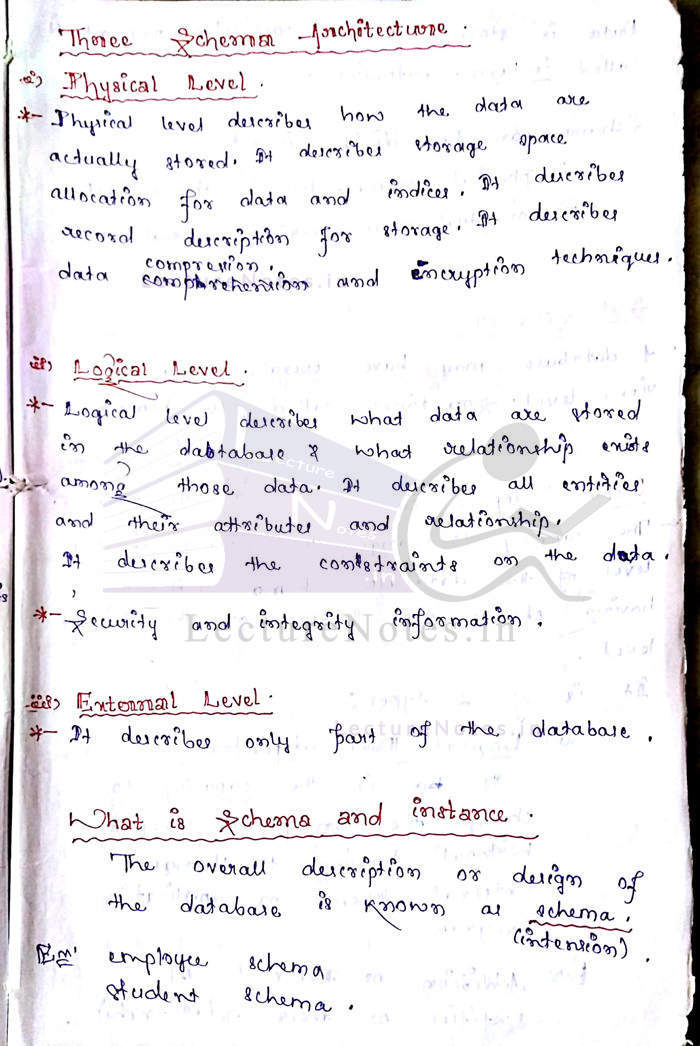 Three Schema Architecture.
i) Physical Level.
*- Physical level describes how the data are
actually stored. It describes storage space
allocation for data and indices. It describes
record description for storage. It describes
compression.
data comphrehension and encryption techniques.
ii) Logical Level.
*- Logical level describes what data are stored
in the dabtabase & what relationship exists
among those data. It describes all entities
and their attributes and relationship.
It describes the constraints on the data.
*- Security and integrity information.
LectureNotes.in
iii) External Level.
*- It describes only part of the database.
What is Schema and instance.
The overall description or design of
the database is known as schema.
(intension).
Ex: employee schema
student schema.